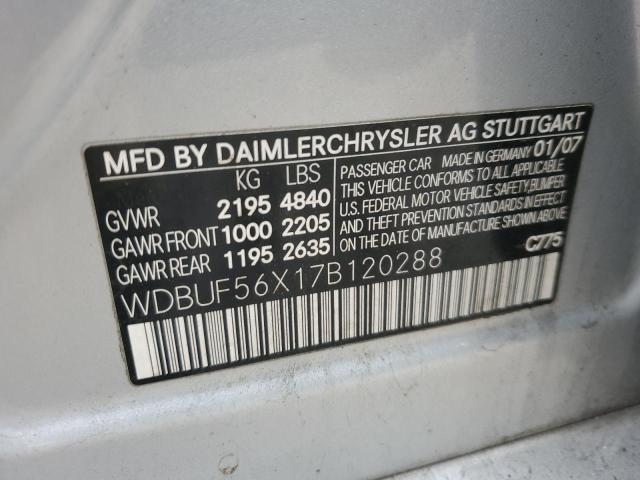 MFD BY DAIMLERCHRYSLER AG STUTTGART
KG LBS
GVWR 2195 4840
GAWR FRONT 1000 2205
GAWR REAR 1195 2635
PASSENGER CAR MADE IN GERMANY 01/07
THIS VEHICLE CONFORMS TO ALL APPLICABLE
U.S. FEDERAL MOTOR VEHICLE SAFETY, BUMPER,
AND THEFT PREVENTION STANDARDS IN EFFECT
ON THE DATE OF MANUFACTURE SHOWN ABOVE
C775
WDBUF56X17B120288